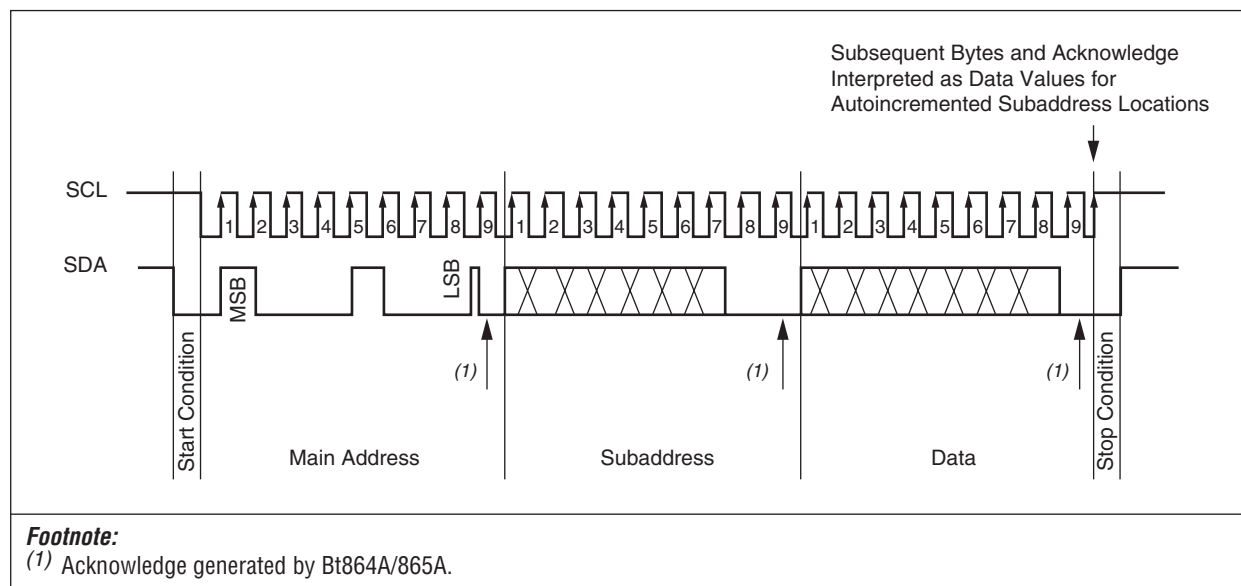 Subsequent Bytes and Acknowledge
Interpreted as Data Values for
Autoincremented Subaddress Locations
SCL
1 2 3 4 5 6 7 8 9 1 2 3 4 5 6 7 8 9 1 2 3 4 5 6 7 8 9
SDA
MSB
LSB
(1) (1) (1)
Start Condition
Main Address
Subaddress
Data
Stop Condition
Footnote:
(1) Acknowledge generated by Bt864A/865A.